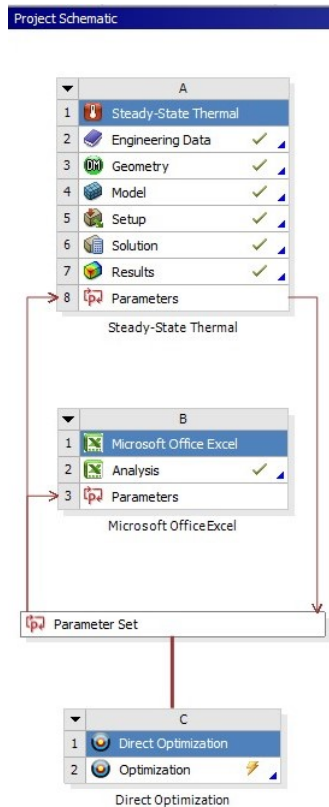 Project Schematic
A
1 Steady-State Thermal
2 Engineering Data
3 DM Geometry
4 Model
5 Setup
6 Solution
7 Results
8 Parameters
Steady-State Thermal
B
1 Microsoft Office Excel
2 Analysis
3 Parameters
Microsoft OfficeExcel
Parameter Set
C
1 Direct Optimization
2 Optimization
Direct Optimization